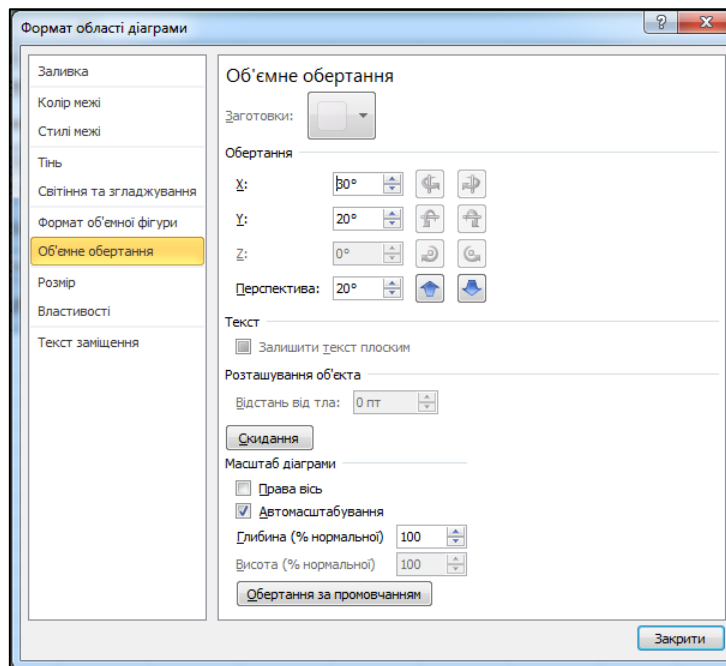 Формат області діаграми
Заливка
Колір межі
Стилі межі
Тінь
Світіння та згладжування
Формат об'ємної фігури
Об'ємне обертання
Розмір
Властивості
Текст заміщення
Об'ємне обертання
Заготовки:
Обертання
X: 30°
Y: 20°
Z: 0°
Перспектива: 20°
Текст
Залишити текст плоским
Розташування об'єкта
Відстань від тла: 0 пт
Скидання
Масштаб діаграми
Права вісь
Автомасштабування
Глибина (% нормальної) 100
Висота (% нормальної) 100
Обертання за промовчанням
Закрити